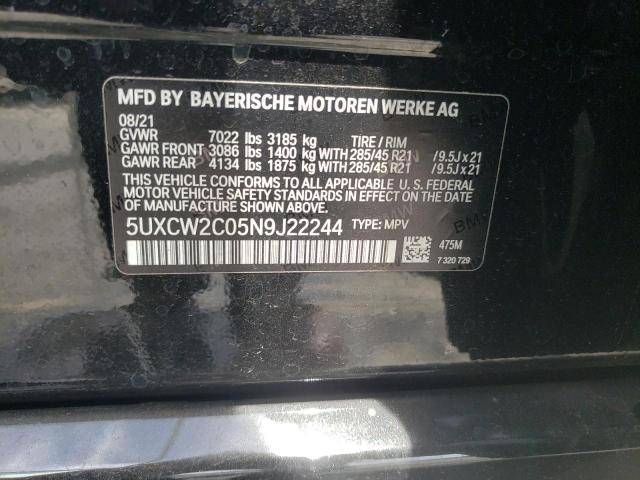 MFD BY BAYERISCHE MOTOREN WERKE AG
08/21
GVWR 7022 lbs 3185 kg TIRE / RIM
GAWR FRONT 3086 lbs 1400 kg WITH 285/45 R21 /9.5J x 21
GAWR REAR 4134 lbs 1875 kg WITH 285/45 R21 /9.5J x 21
THIS VEHICLE CONFORMS TO ALL APPLICABLE U. S. FEDERAL
MOTOR VEHICLE SAFETY STANDARDS IN EFFECT ON THE DATE
OF MANUFACTURE SHOWN ABOVE.
5UXCW2C05N9J22244 TYPE: MPV
475M
7 320 729